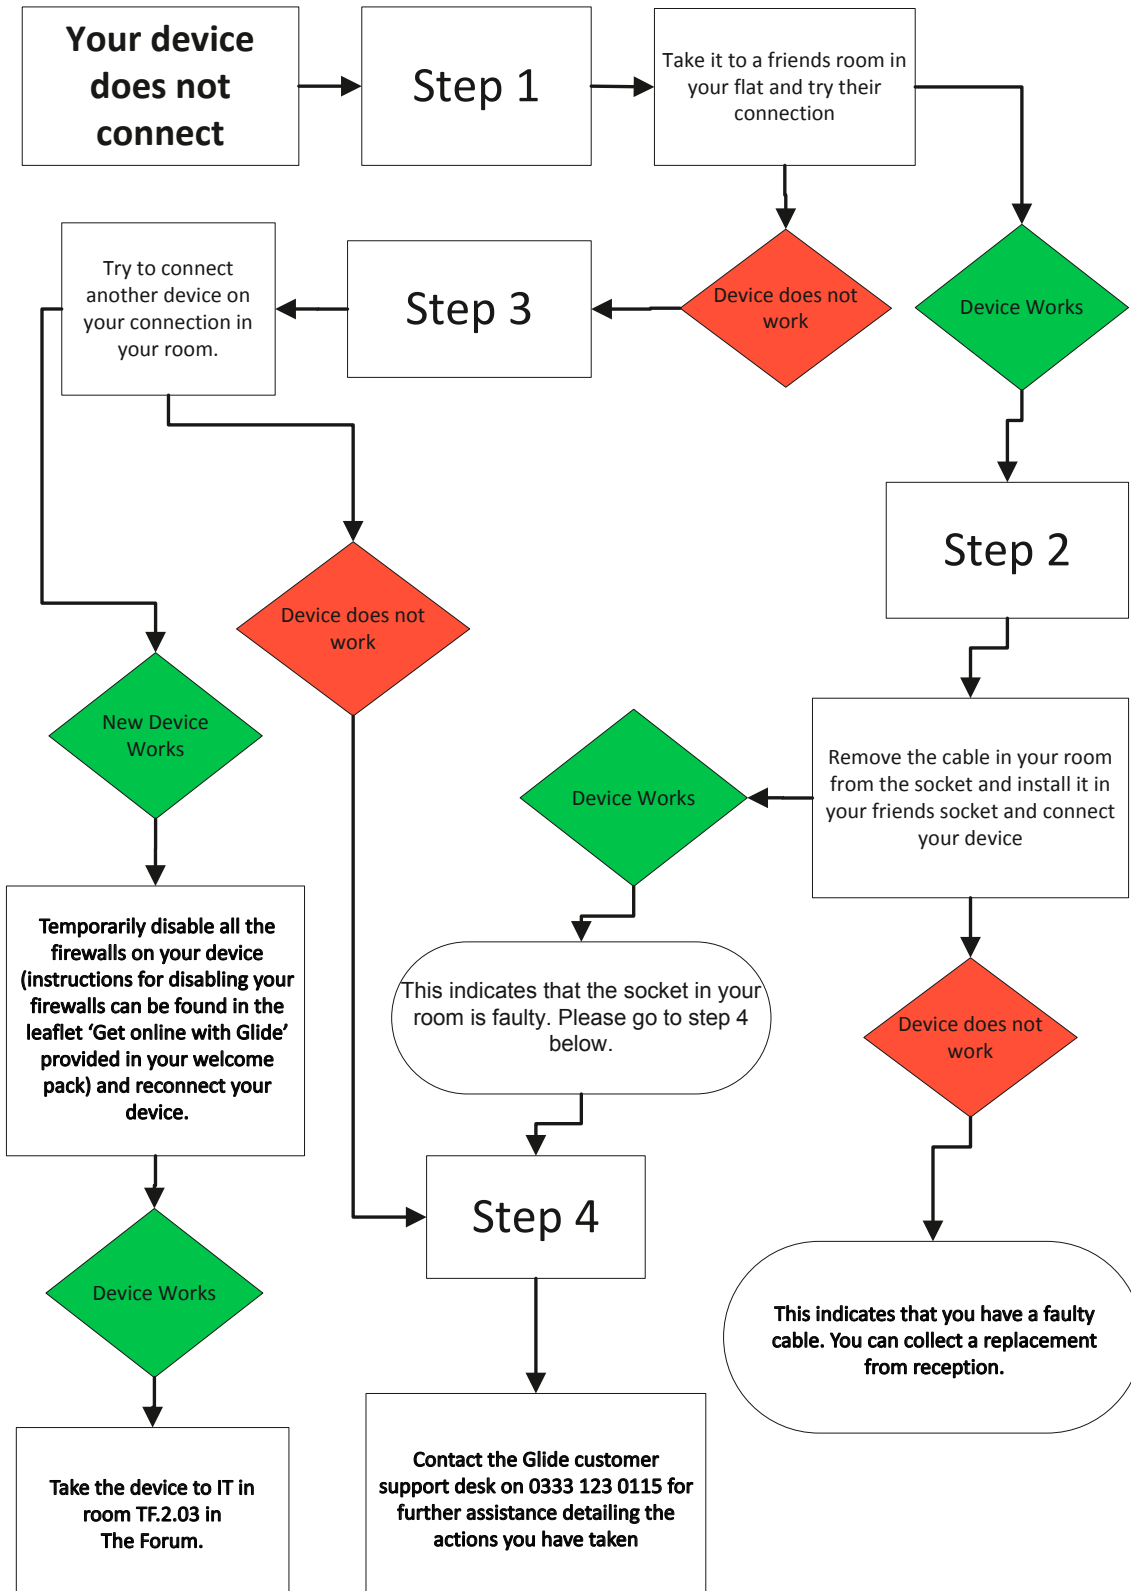 Your device
does not
connect
Step 1
Take it to a friends room in
your flat and try their
connection
Try to connect
another device on
your connection in
your room.
Step 3
Device does not
work
Device Works
Step 2
Device does not
work
New Device
Works
Device Works
Remove the cable in your room
from the socket and install it in
your friends socket and connect
your device
Temporarily disable all the
firewalls on your device
(instructions for disabling your
firewalls can be found in the
leaflet ‘Get online with Glide’
provided in your welcome
pack) and reconnect your
device.
This indicates that the socket in your
room is faulty. Please go to step 4
below.
Device does not
work
Step 4
Device Works
This indicates that you have a faulty
cable. You can collect a replacement
from reception.
Take the device to IT in
room TF.2.03 in
The Forum.
Contact the Glide customer
support desk on 0333 123 0115 for
further assistance detailing the
actions you have taken